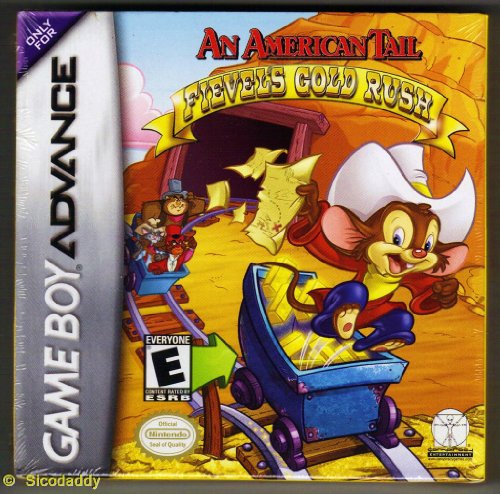 ONLY
FOR
GAME BOY ADVANCE
AN AMERICAN TAIL
FIEVEL'S GOLD RUSH
EVERYONE
E
CONTENT RATED BY
ESRB
Official
Nintendo
Seal of Quality
ENTERTAINMENT
© Sicodaddy